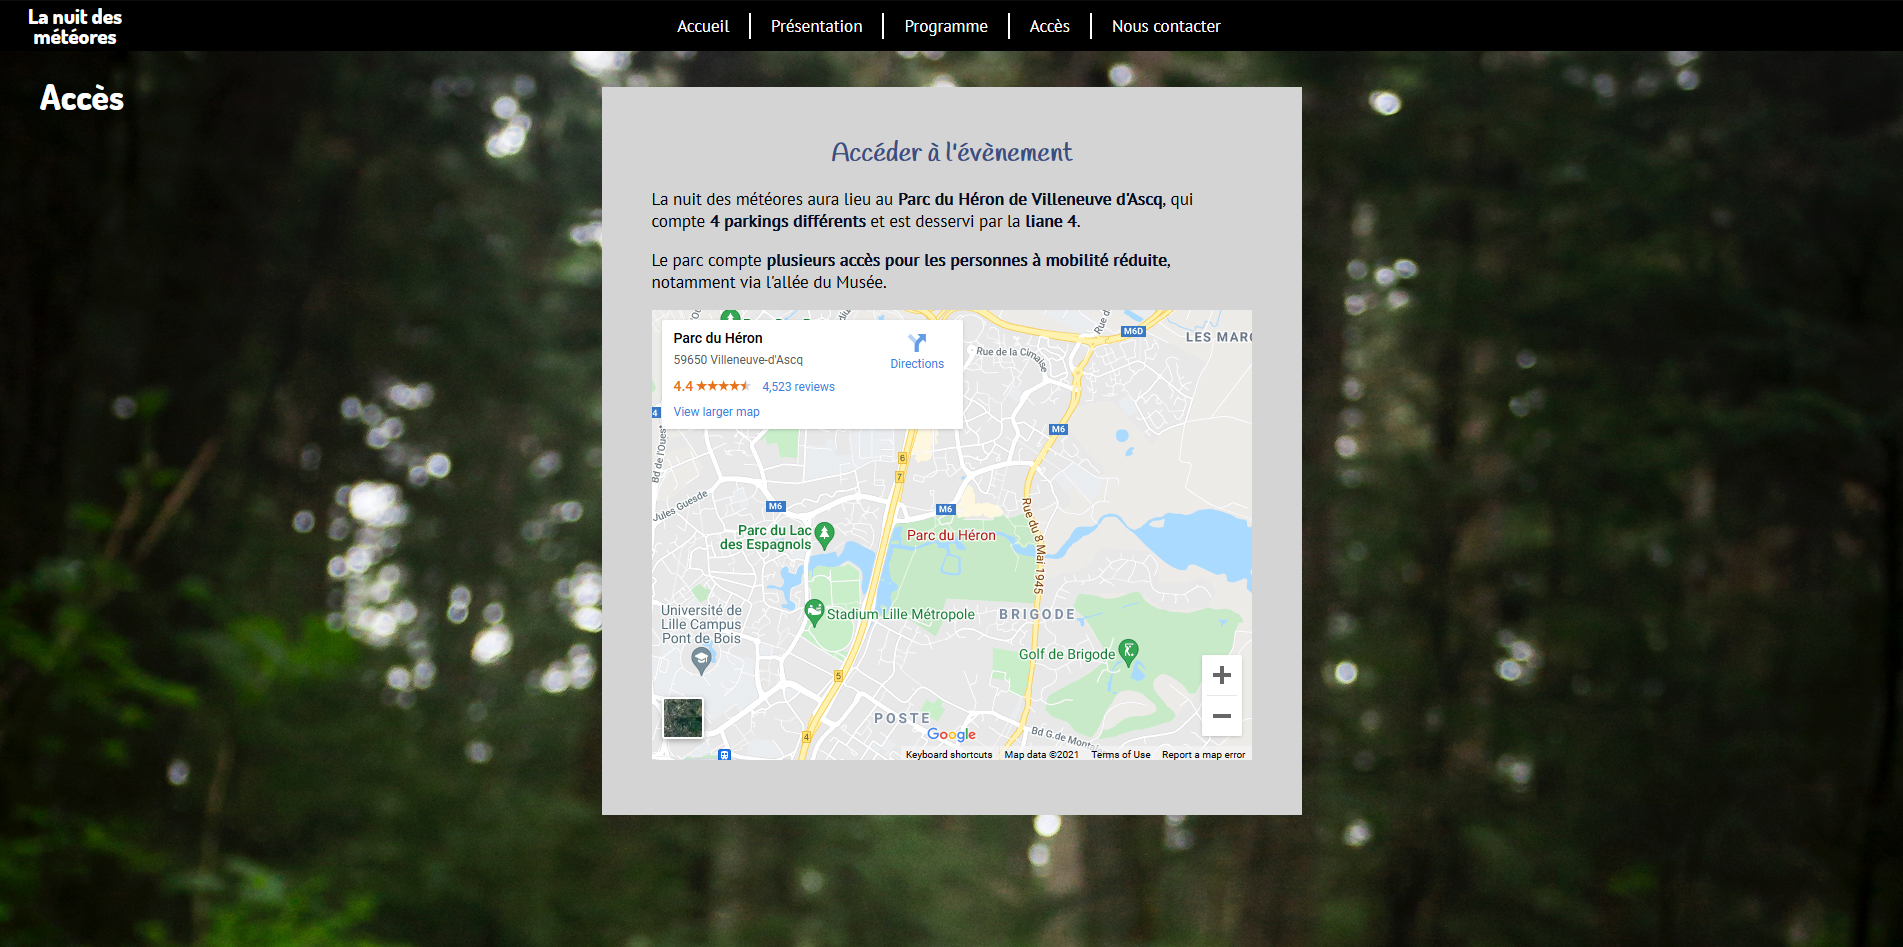 La nuit des
météores
Accueil
Présentation
Programme
Accès
Nous contacter
Accès
Accéder à l'évènement
La nuit des météores aura lieu au Parc du Héron de Villeneuve d'Ascq, qui
compte 4 parkings différents et est desservi par la liane 4.
Le parc compte plusieurs accès pour les personnes à mobilité réduite,
notamment via l'allée du Musée.
Parc du Héron
59650 Villeneuve-d'Ascq
4.4
4,523 reviews
View larger map
Directions
Rue d
M6D
LES MARC
Rue de la Cimaise
4
M6
Bd de l'Oues
6
7
Jules Guesde
M6
M6
Rue du 8 Mai 1945
Parc du Lac
des Espagnols
Parc du Héron
Université de
Lille Campus
Pont de Bois
Stadium Lille Métropole
BRIGODE
Golf de Brigode
5
POSTE
4
Bd G.de Mont
Google
Keyboard shortcuts
Map data ©2021
Terms of Use
Report a map error